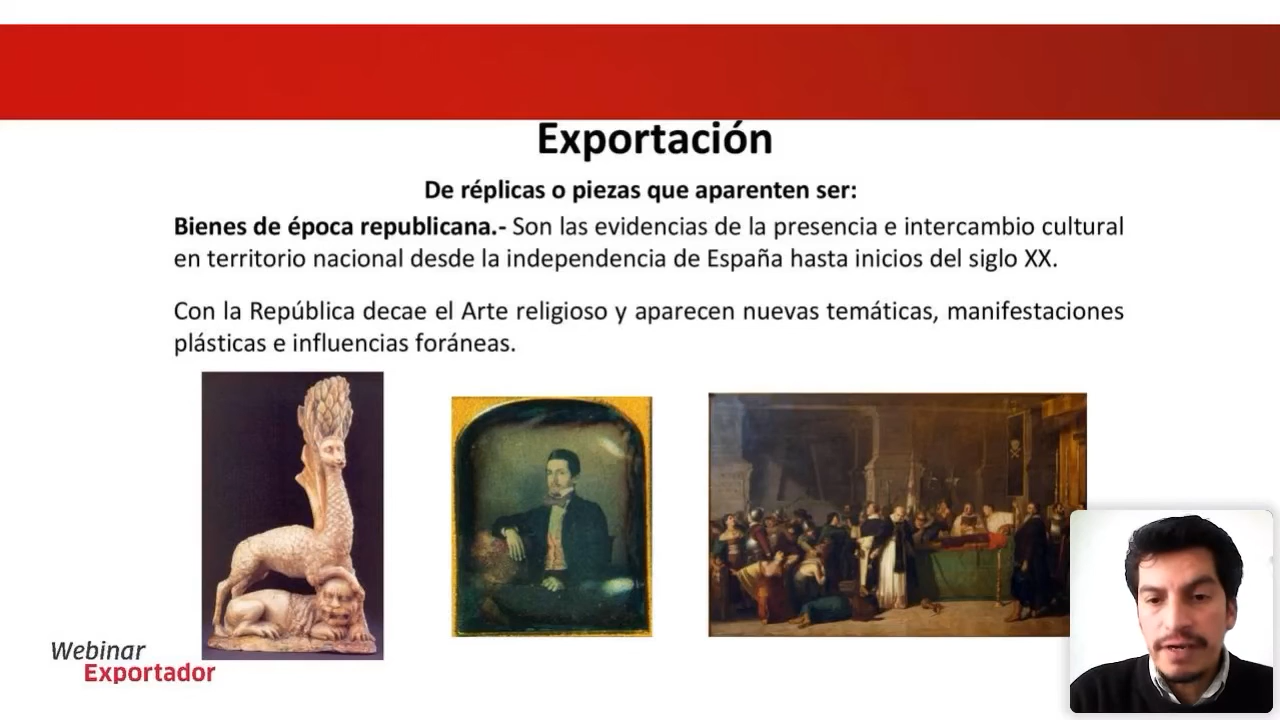 Exportación
De réplicas o piezas que aparenten ser:
Bienes de época republicana.- Son las evidencias de la presencia e intercambio cultural
en territorio nacional desde la independencia de España hasta inicios del siglo XX.
Con la República decae el Arte religioso y aparecen nuevas temáticas, manifestaciones
plásticas e influencias foráneas.
Webinar
Exportador